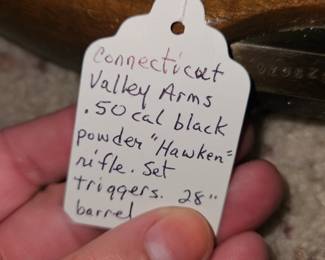 Connecticut
Valley Arms
.50 cal black
powder "Hawken"
rifle. Set
triggers. 28"
barrel